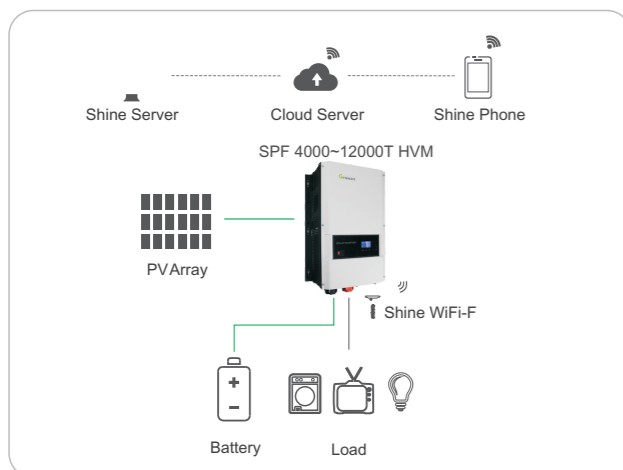 Shine Server Cloud Server Shine Phone
SPF 4000~12000T HVM
PV Array
Shine WiFi-F
Battery Load